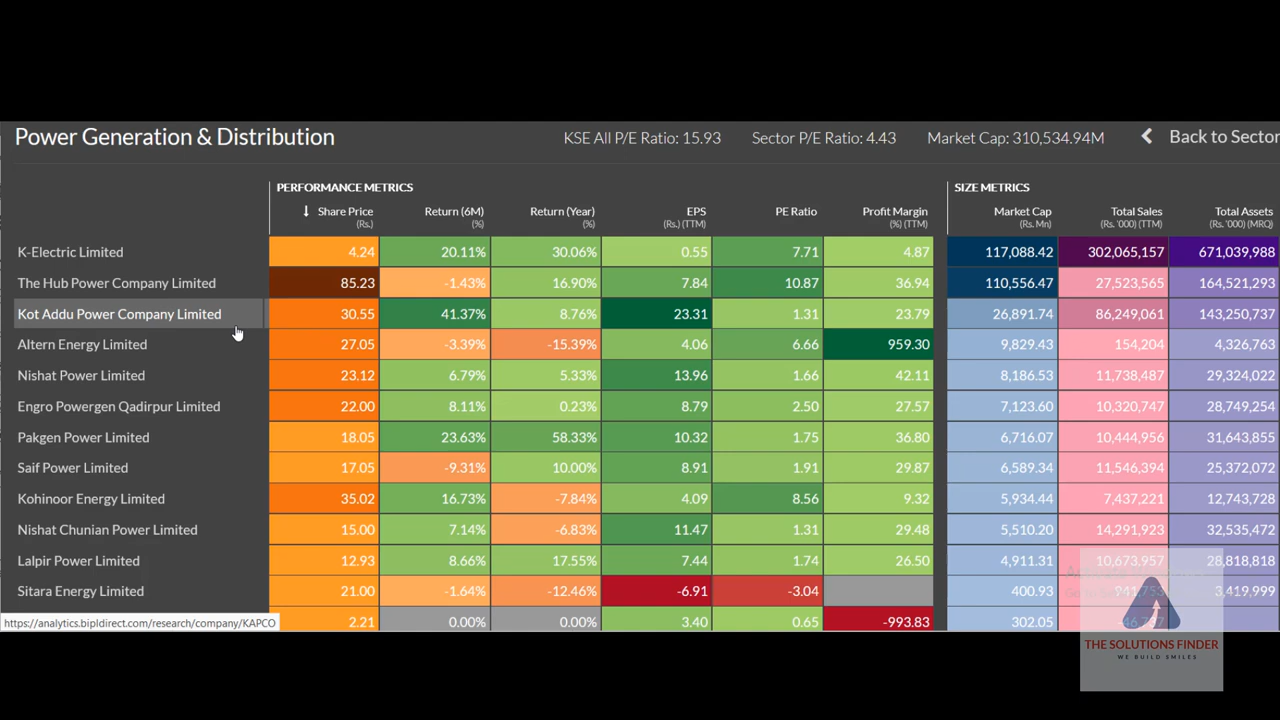 Power Generation & Distribution KSE All P/E Ratio: 15.93 Sector P/E Ratio: 4.43 Market Cap: 310,534.94M Back to Sector
PERFORMANCE METRICS SIZE METRICS
↓ Share Price Return (6M) Return (Year) EPS PE Ratio Profit Margin Market Cap Total Sales Total Assets
(Rs.) (%) (%) (Rs.) (TTM) (%) (TTM) (Rs. Mn) (Rs. '000) (TTM) (Rs. '000) (MRQ)
K-Electric Limited 4.24 20.11% 30.06% 0.55 7.71 4.87 117,088.42 302,065,157 671,039,988
The Hub Power Company Limited 85.23 -1.43% 16.90% 7.84 10.87 36.94 110,556.47 27,523,565 164,521,293
Kot Addu Power Company Limited 30.55 41.37% 8.76% 23.31 1.31 23.79 26,891.74 86,249,061 143,250,737
Altern Energy Limited 27.05 -3.39% -15.39% 4.06 6.66 959.30 9,829.43 154,204 4,326,763
Nishat Power Limited 23.12 6.79% 5.33% 13.96 1.66 42.11 8,186.53 11,738,487 29,324,022
Engro Powergen Qadirpur Limited 22.00 8.11% 0.23% 8.79 2.50 27.57 7,123.60 10,320,747 28,749,254
Pakgen Power Limited 18.05 23.63% 58.33% 10.32 1.75 36.80 6,716.07 10,444,956 31,643,855
Saif Power Limited 17.05 -9.31% 10.00% 8.91 1.91 29.87 6,589.34 11,546,394 25,372,072
Kohinoor Energy Limited 35.02 16.73% -7.84% 4.09 8.56 9.32 5,934.44 7,437,221 12,743,728
Nishat Chunian Power Limited 15.00 7.14% -6.83% 11.47 1.31 29.48 5,510.20 14,291,923 32,535,472
Lalpir Power Limited 12.93 8.66% 17.55% 7.44 1.74 26.50 4,911.31 10,673,957 28,818,818
Sitara Energy Limited 21.00 -1.64% -12.46% -6.91 -3.04 400.93 941,753 3,419,999
https://analytics.bipldirect.com/research/company/KAPCO 2.21 0.00% 0.00% 3.40 0.65 -993.83 302.05
THE SOLUTIONS FINDER
WE BUILD SMILES